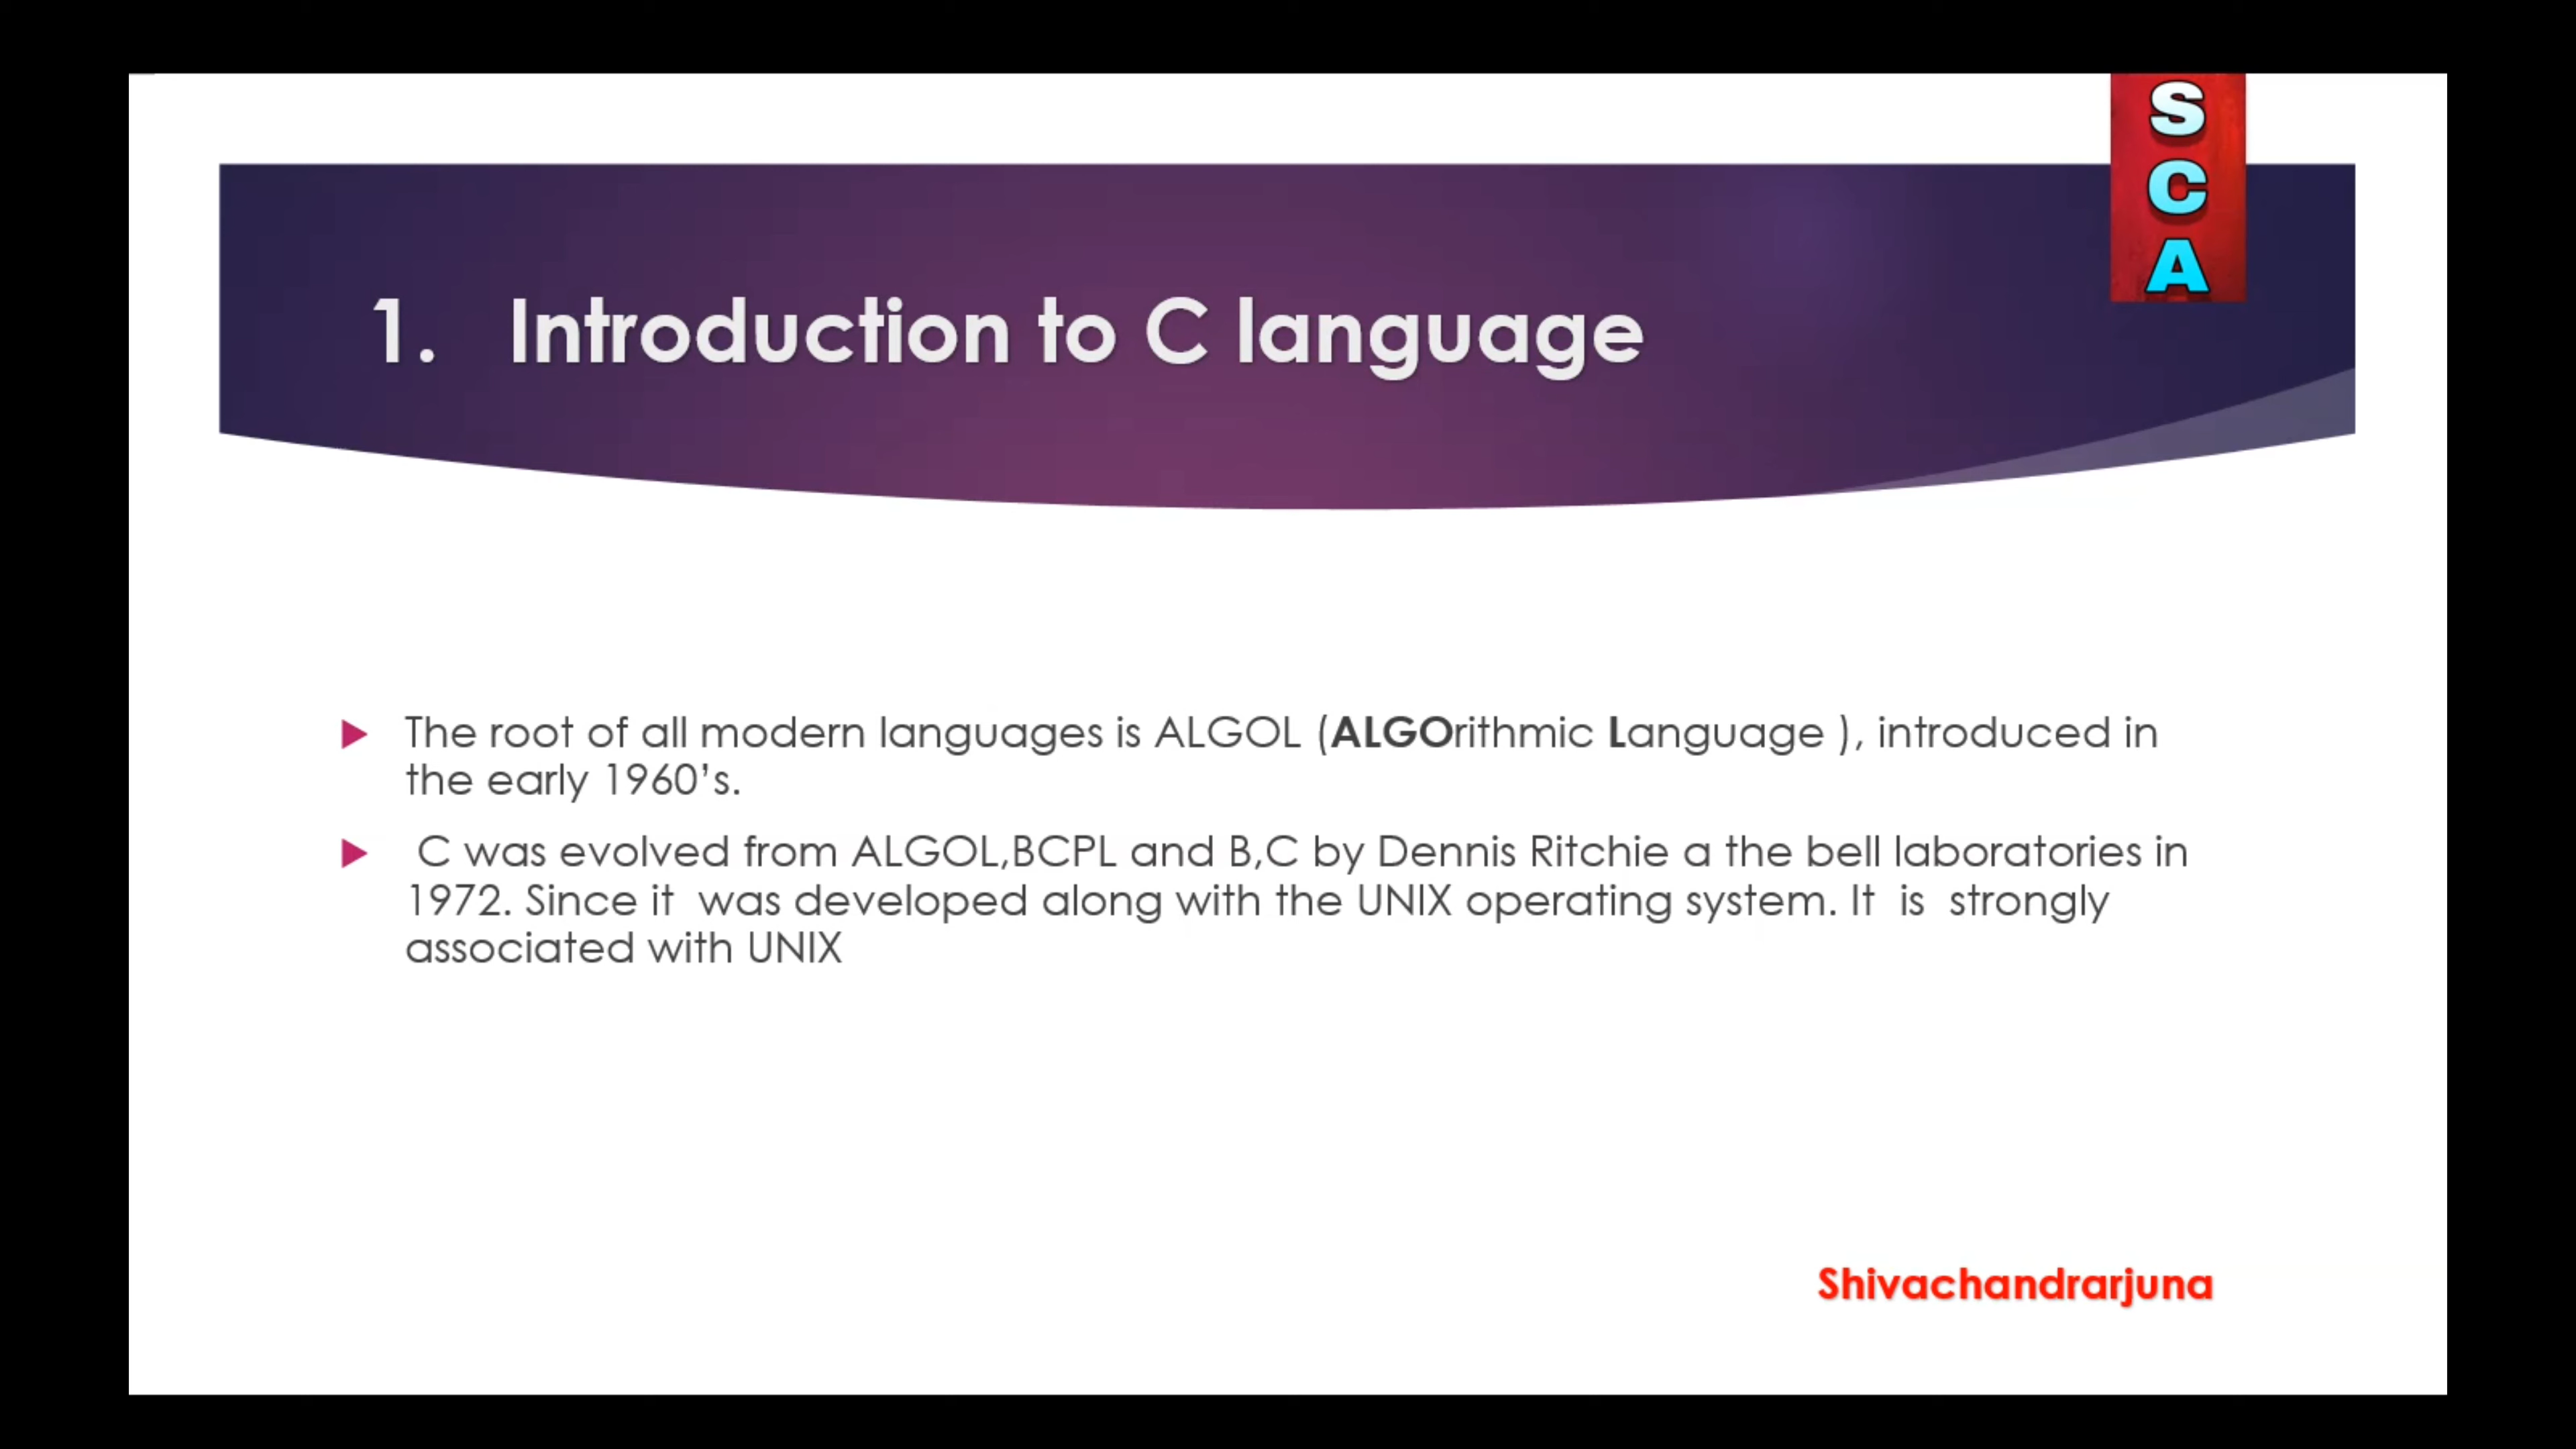 S
C
A
1. Introduction to C language
The root of all modern languages is ALGOL (ALGOrithmic Language ), introduced in
the early 1960's.
C was evolved from ALGOL,BCPL and B,C by Dennis Ritchie a the bell laboratories in
1972. Since it was developed along with the UNIX operating system. It is strongly
associated with UNIX
Shivachandrarjuna